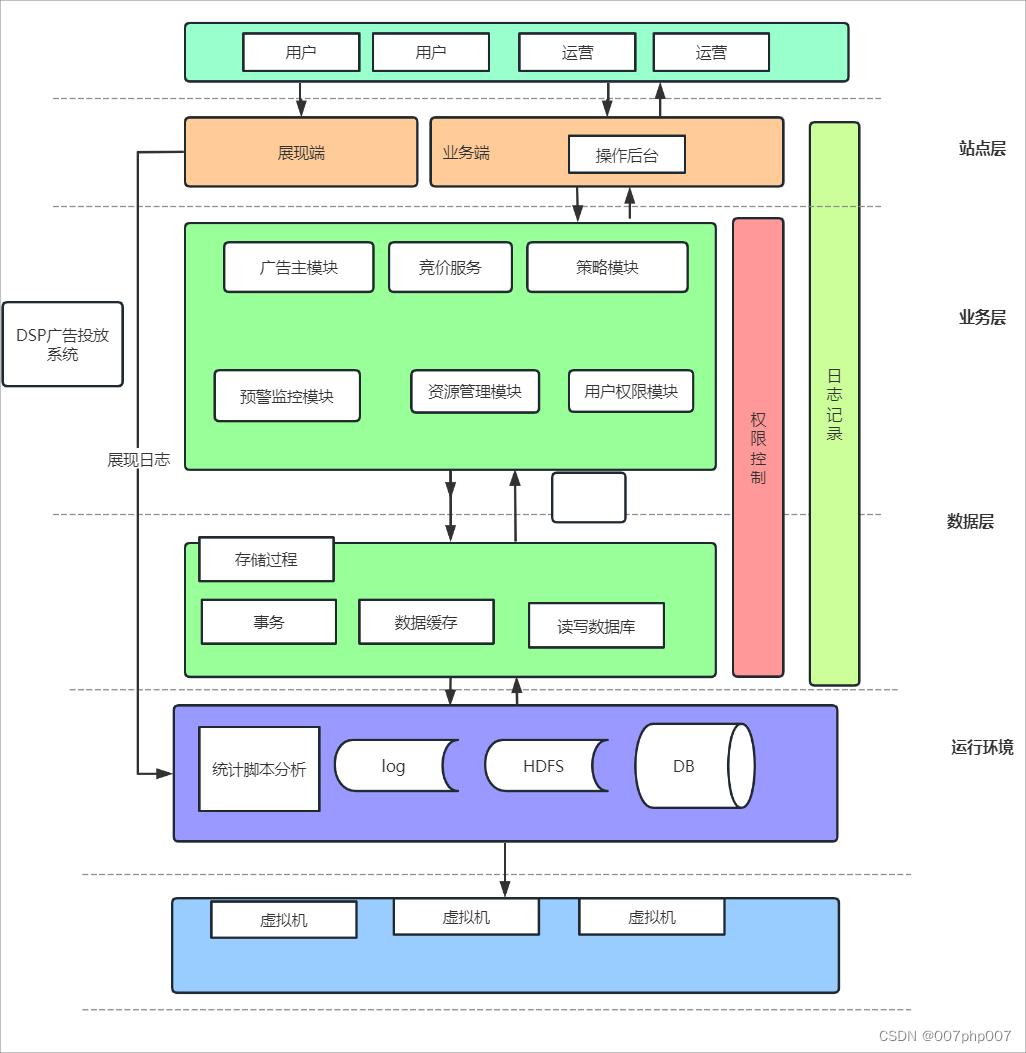 用户
用户
运营
运营
展现端
业务端
操作后台
站点层
广告主模块
竞价服务
策略模块
业务层
DSP广告投放
系统
预警监控模块
资源管理模块
用户权限模块
日
志
记
录
权
限
控
制
展现日志
数据层
存储过程
事务
数据缓存
读写数据库
运行环境
统计脚本分析
log
HDFS
DB
虚拟机
虚拟机
虚拟机
CSDN @007php007